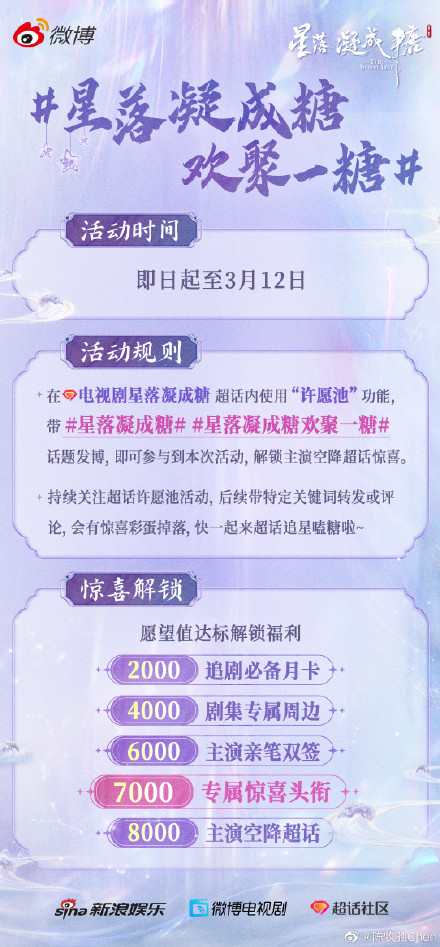 微博
星落凝成糖
#星落凝成糖
欢聚一糖#
活动时间
即日起至3月12日
活动规则
在电视剧星落凝成糖 超话内使用“许愿池”功能,
带 #星落凝成糖# #星落凝成糖欢聚一糖#
话题发博, 即可参与到本次活动, 解锁主演空降超话惊喜。
持续关注超话许愿池活动, 后续带特定关键词转发或评
论, 会有惊喜彩蛋掉落, 快一起来超话追星嗑糖啦~
惊喜解锁
愿望值达标解锁福利
2000 追剧必备月卡
4000 剧集专属周边
6000 主演亲笔双签
7000 专属惊喜头衔
8000 主演空降超话
sina 新浪娱乐 微博电视剧 超话社区